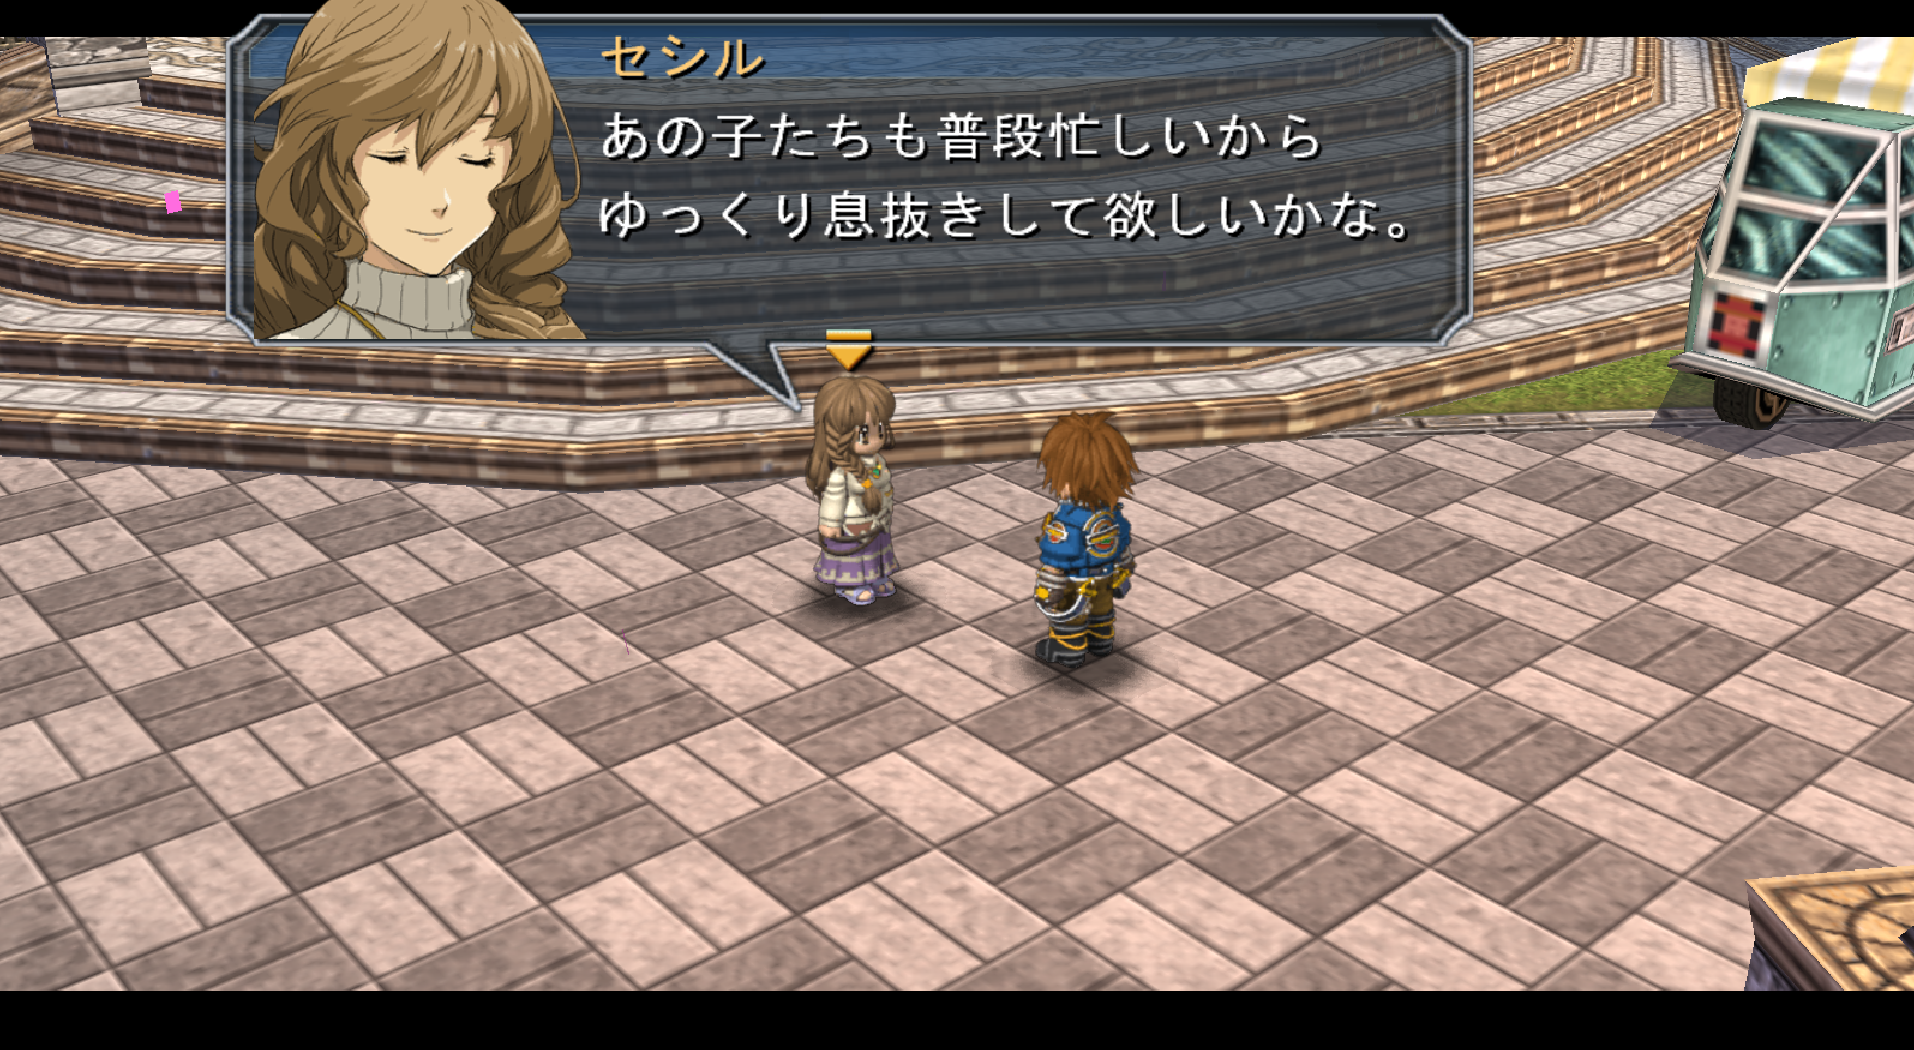 セシル
あの子たちも普段忙しいから
ゆっくり息抜きして欲しいかな。